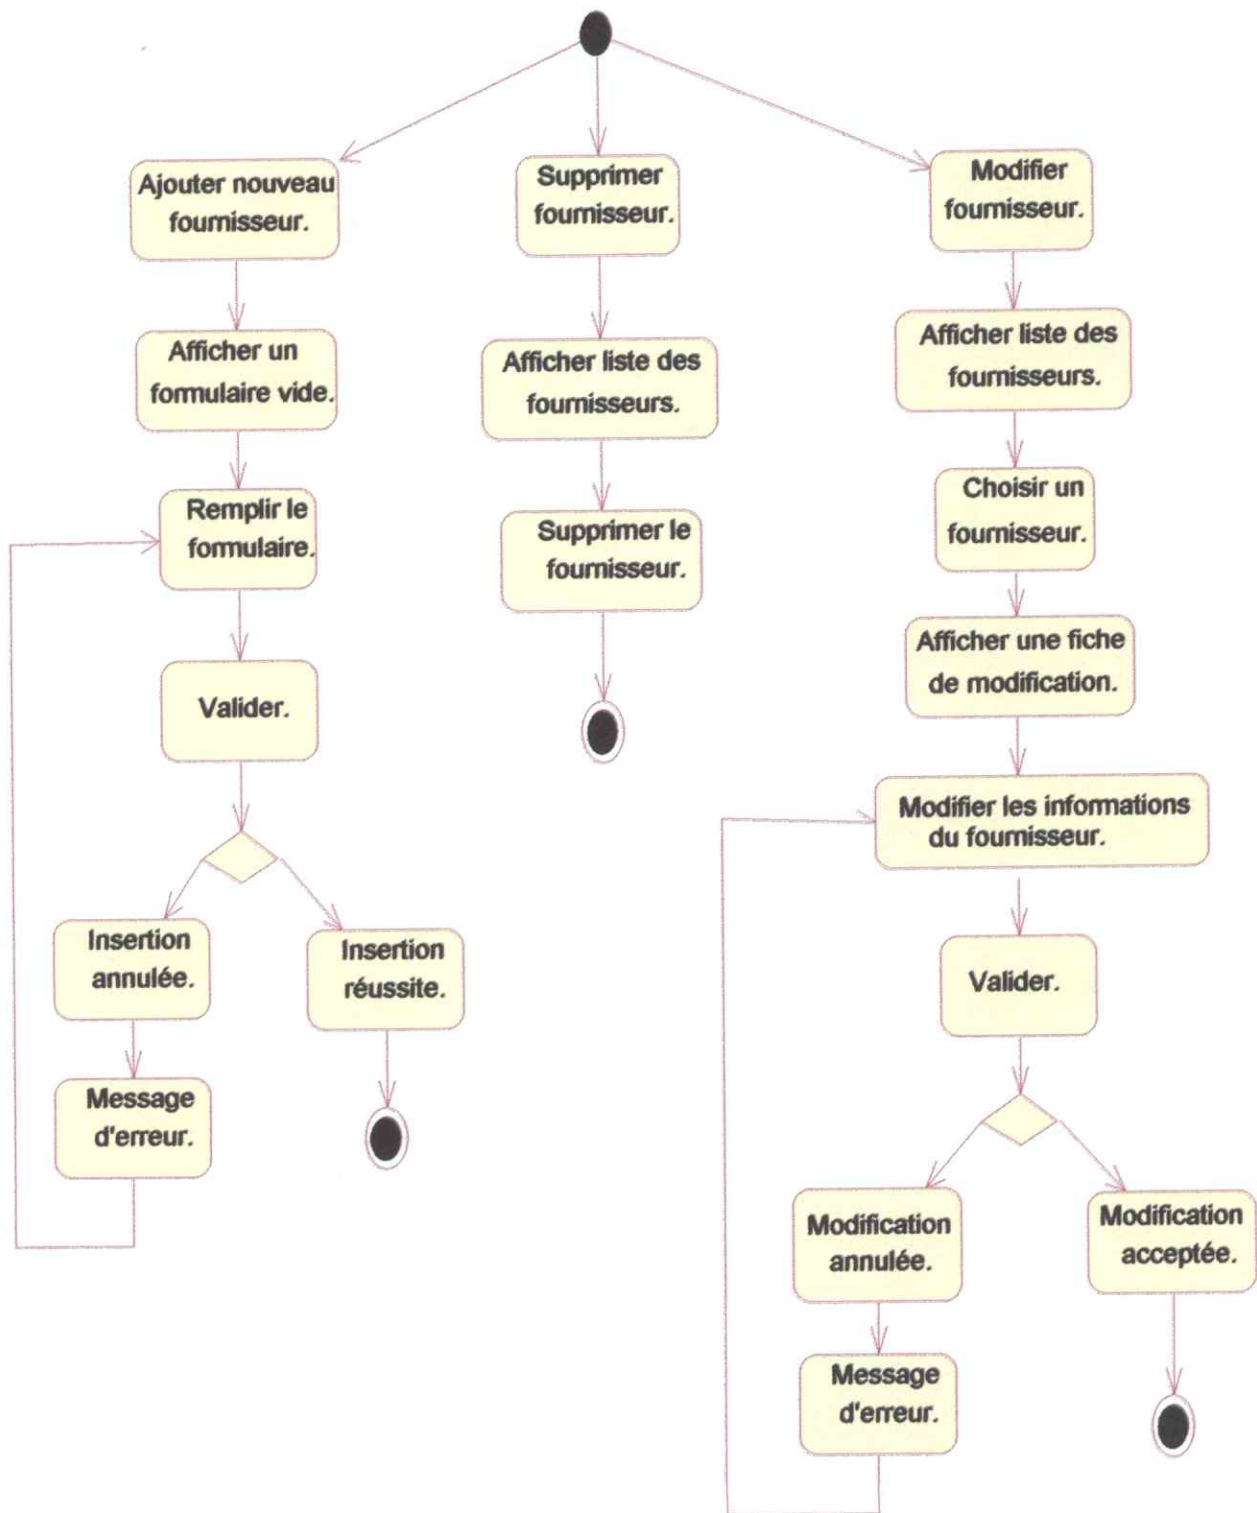 Ajouter nouveau
fournisseur.
Afficher un
formulaire vide.
Remplir le
formulaire.
Valider.
Insertion
annulée.
Message
d'erreur.
Insertion
réussite.
Supprimer
fournisseur.
Afficher liste des
fournisseurs.
Supprimer le
fournisseur.
Modifier
fournisseur.
Afficher liste des
fournisseurs.
Choisir un
fournisseur.
Afficher une fiche
de modification.
Modifier les informations
du fournisseur.
Valider.
Modification
annulée.
Message
d'erreur.
Modification
acceptée.